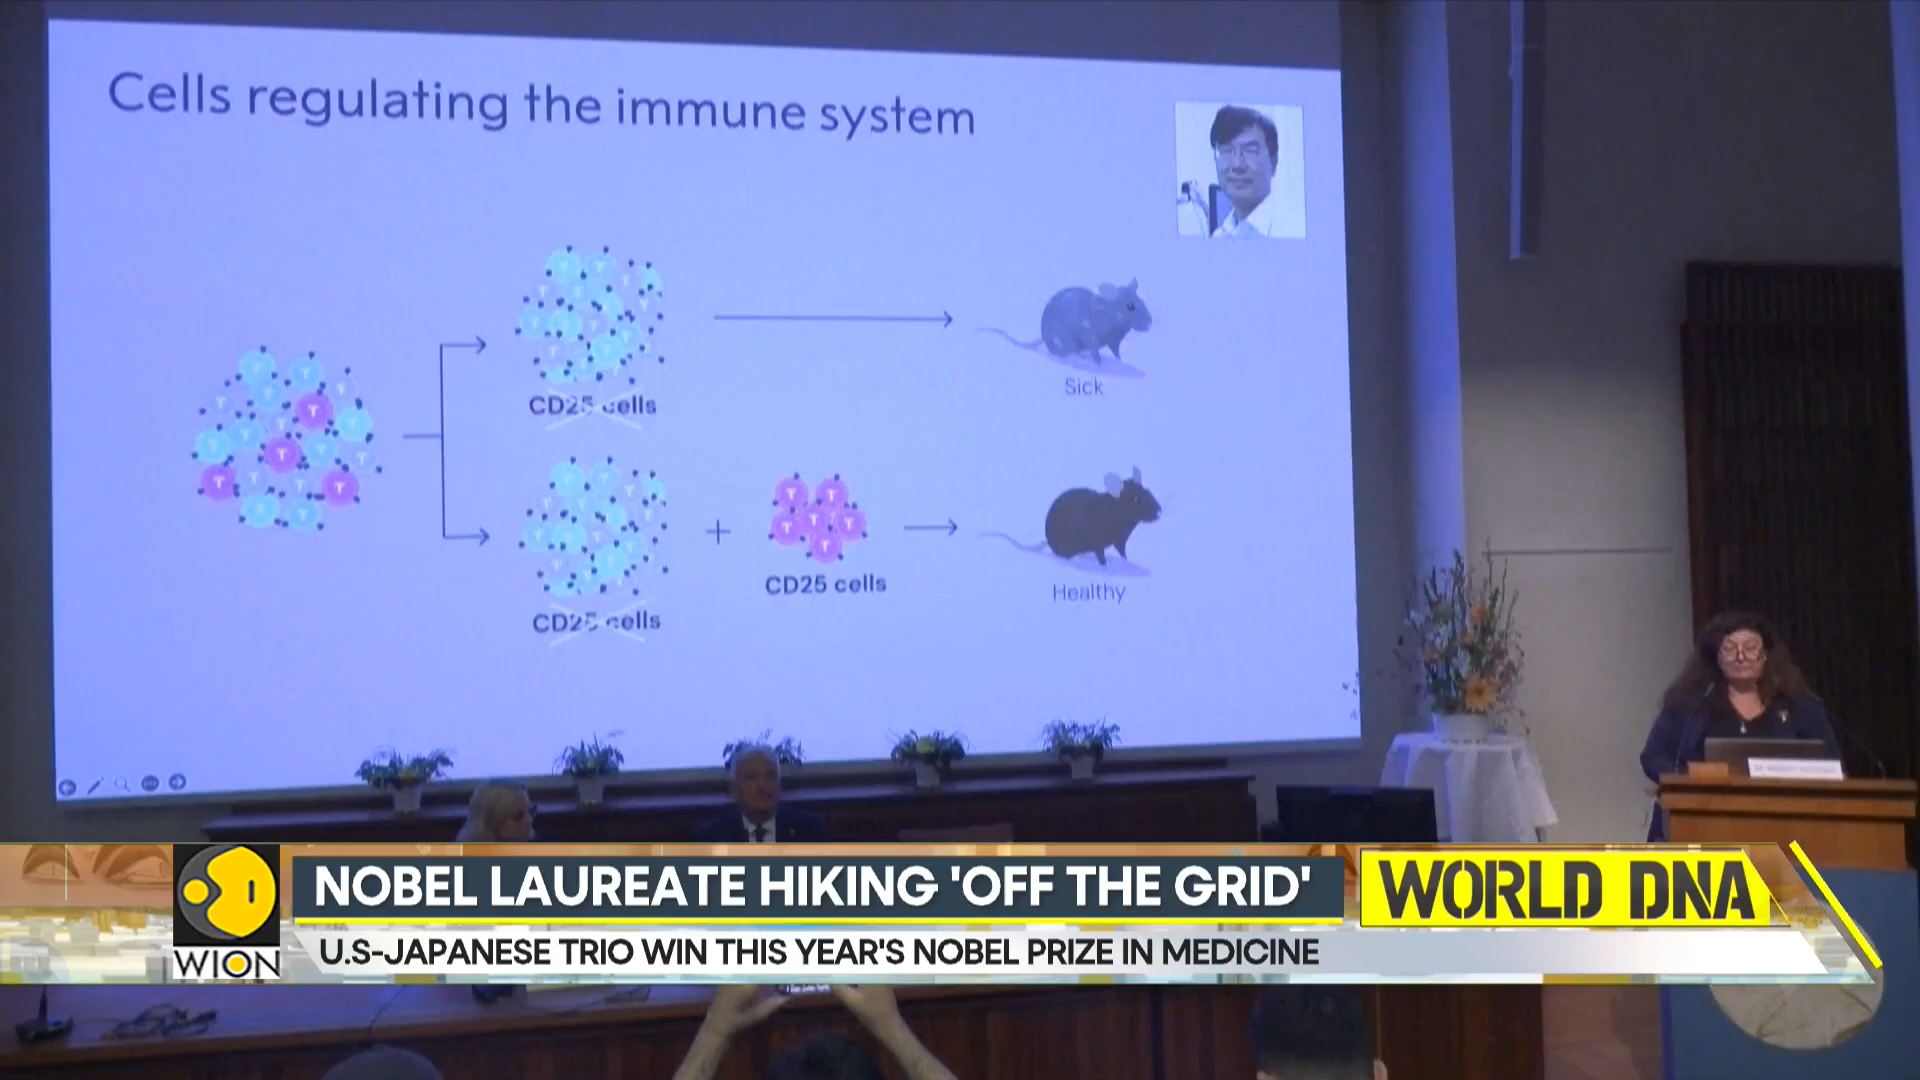 Cells regulating the immune system
T
T
T
T
CD25 cells
Sick
CD25 cells
+
T
T
T
T
T
T
CD25 cells
Healthy
NOBEL LAUREATE HIKING 'OFF THE GRID'
WORLD DNA
WION
U.S-JAPANESE TRIO WIN THIS YEAR'S NOBEL PRIZE IN MEDICINE